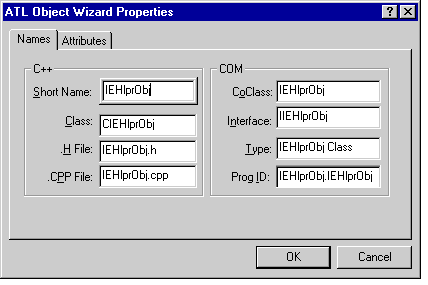 ATL Object Wizard Properties
Names Attributes
C++
Short Name: IEHlprObj
Class: CIEHlprObj
.H File: IEHlprObj.h
.CPP File: IEHlprObj.cpp
COM
CoClass: IEHlprObj
Interface: IIEHlprObj
Type: IEHlprObj Class
Prog ID: IEHlprObj.IEHlprObj
OK Cancel